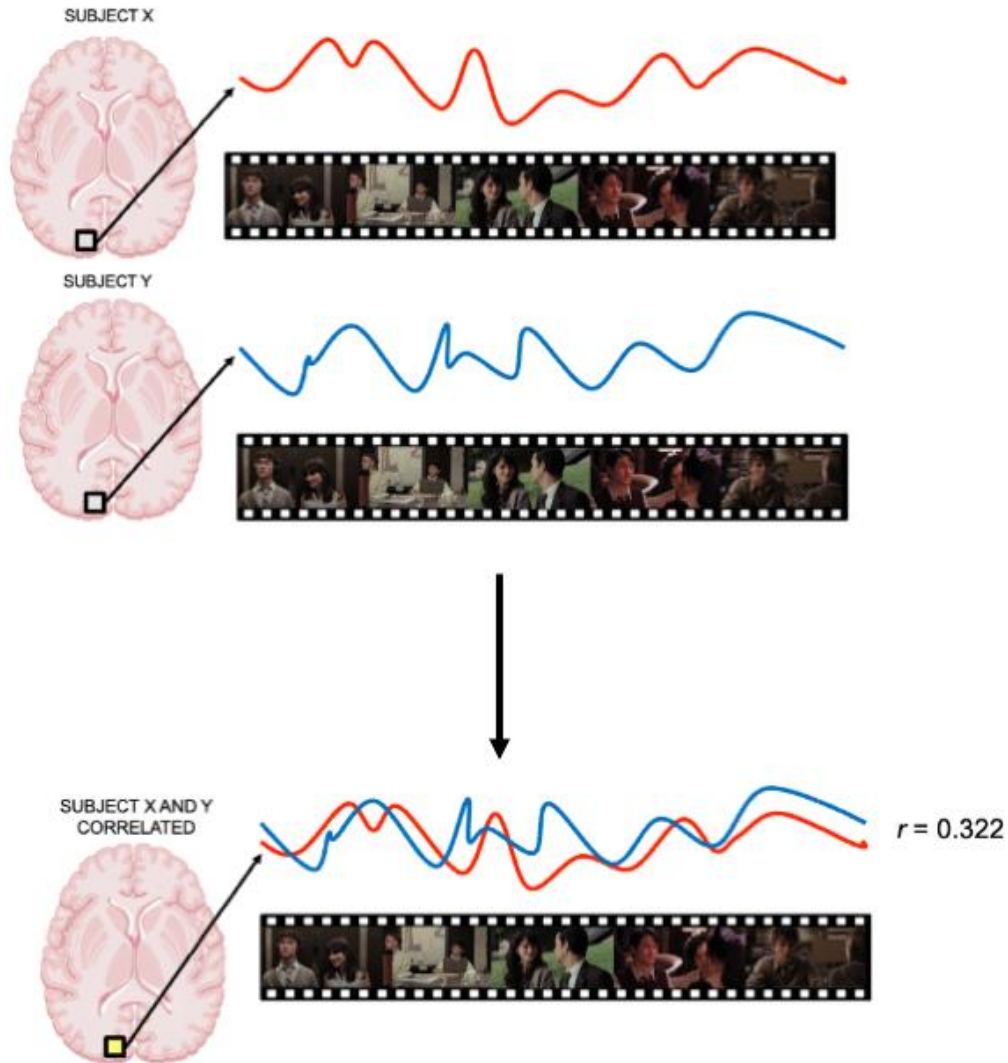 SUBJECT X
SUBJECT Y
SUBJECT X AND Y
CORRELATED
r = 0.322